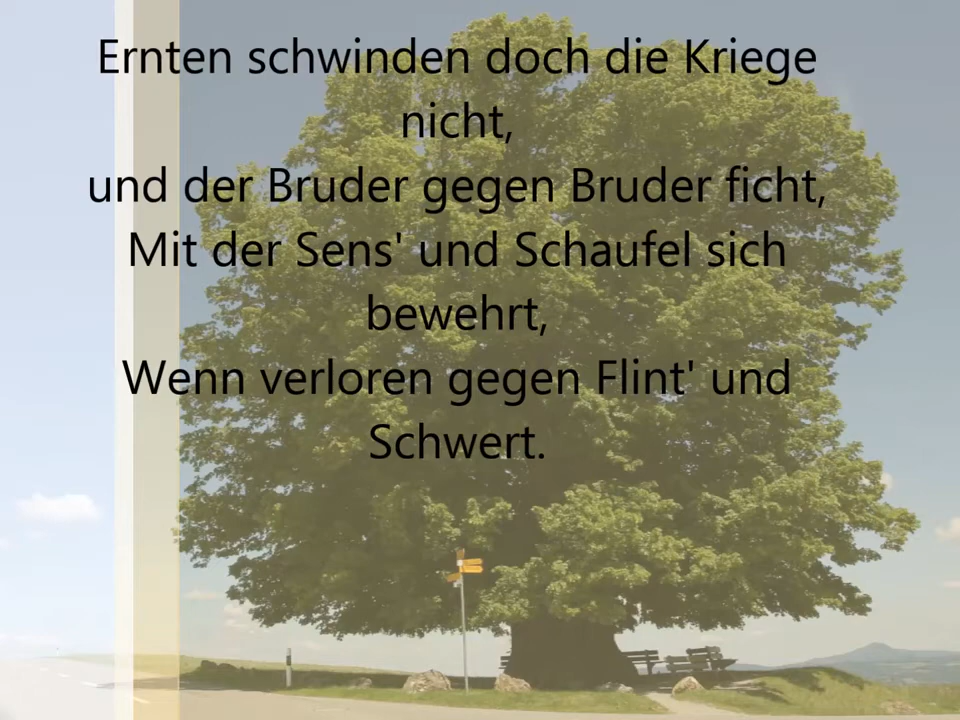 Ernten schwinden doch die Kriege
nicht,
und der Bruder gegen Bruder ficht,
Mit der Sens' und Schaufel sich
bewehrt,
Wenn verloren gegen Flint' und
Schwert.